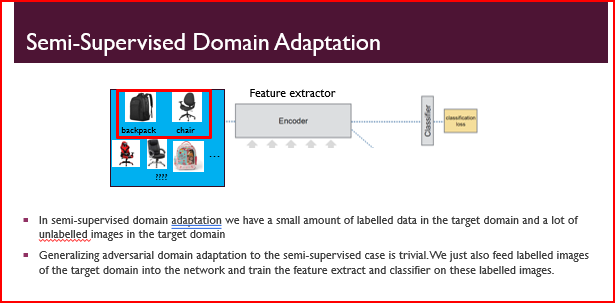 Semi-Supervised Domain Adaptation
Feature extractor
backpack chair
Encoder
Classifier
classification
loss
...
????
In semi-supervised domain adaptation we have a small amount of labelled data in the target domain and a lot of
unlabelled images in the target domain
Generalizing adversarial domain adaptation to the semi-supervised case is trivial. We just also feed labelled images
of the target domain into the network and train the feature extract and classifier on these labelled images.